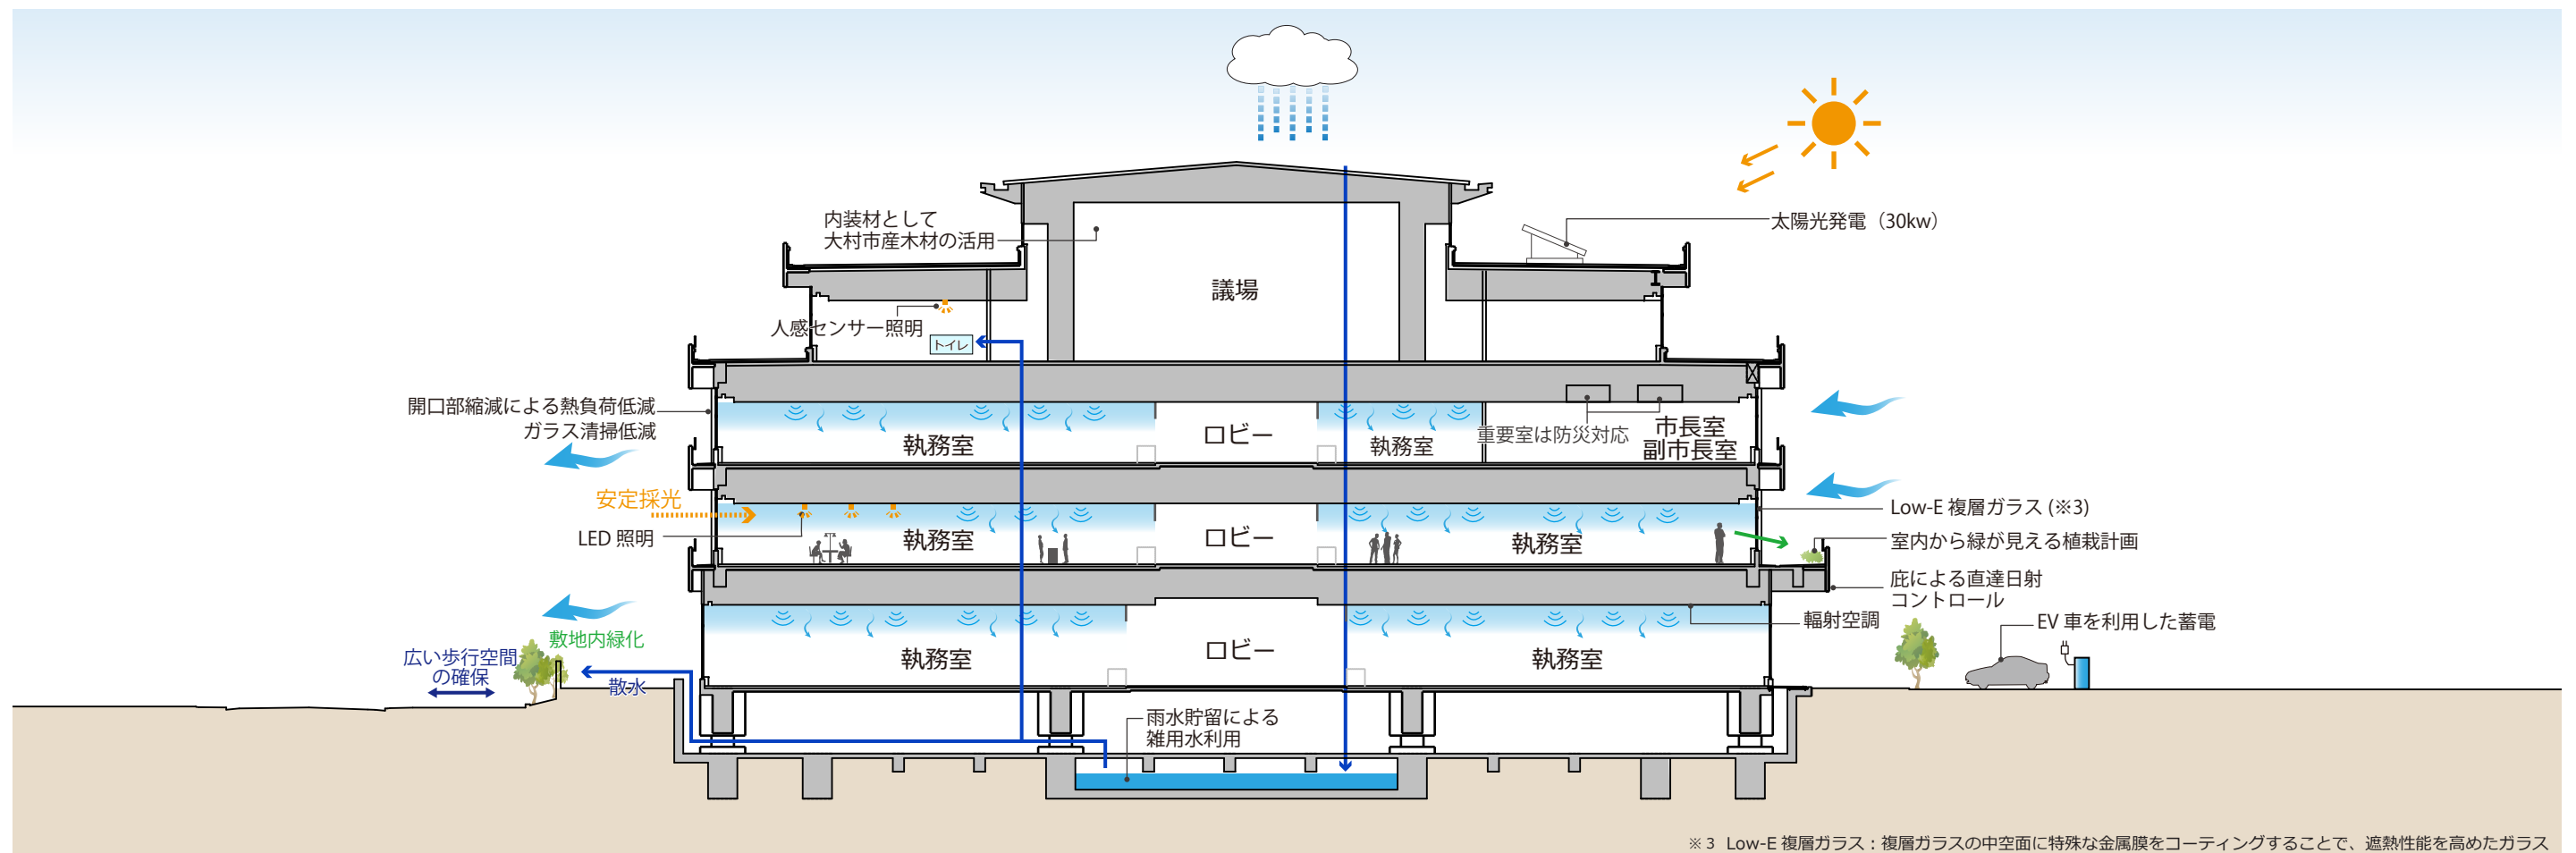 内装材として
大村市産木材の活用
太陽光発電（30kw）
議場
人感センサー照明
トイレ
開口部縮減による熱負荷低減
ガラス清掃低減
執務室
ロビー
執務室
重要室は防災対応
市長室
副市長室
安定採光
LED 照明
執務室
ロビー
執務室
Low-E 複層ガラス (※3)
室内から緑が見える植栽計画
庇による直達日射
コントロール
輻射空調
EV 車を利用した蓄電
敷地内緑化
広い歩行空間
の確保
散水
執務室
ロビー
執務室
雨水貯留による
雑用水利用
※３ Low-E 複層ガラス：複層ガラスの中空面に特殊な金属膜をコーティングすることで、遮熱性能を高めたガラス